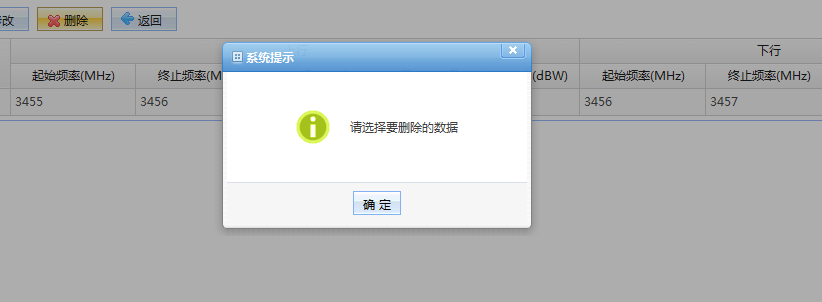 删除 返回
系统提示
下行
起始频率(MHz) 终止频率(M (dBW) 起始频率(MHz) 终止频率(MHz)
3455 3456 3456 3457
请选择要删除的数据
确 定